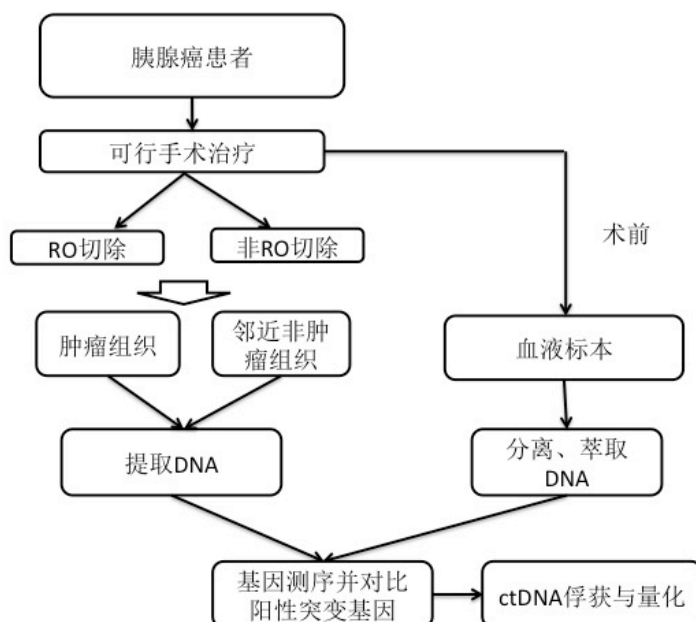 胰腺癌患者
可行手术治疗
RO切除
非RO切除
术前
肿瘤组织
邻近非肿
瘤组织
血液标本
提取DNA
分离、萃取
DNA
基因测序并对比
阳性突变基因
ctDNA俘获与量化